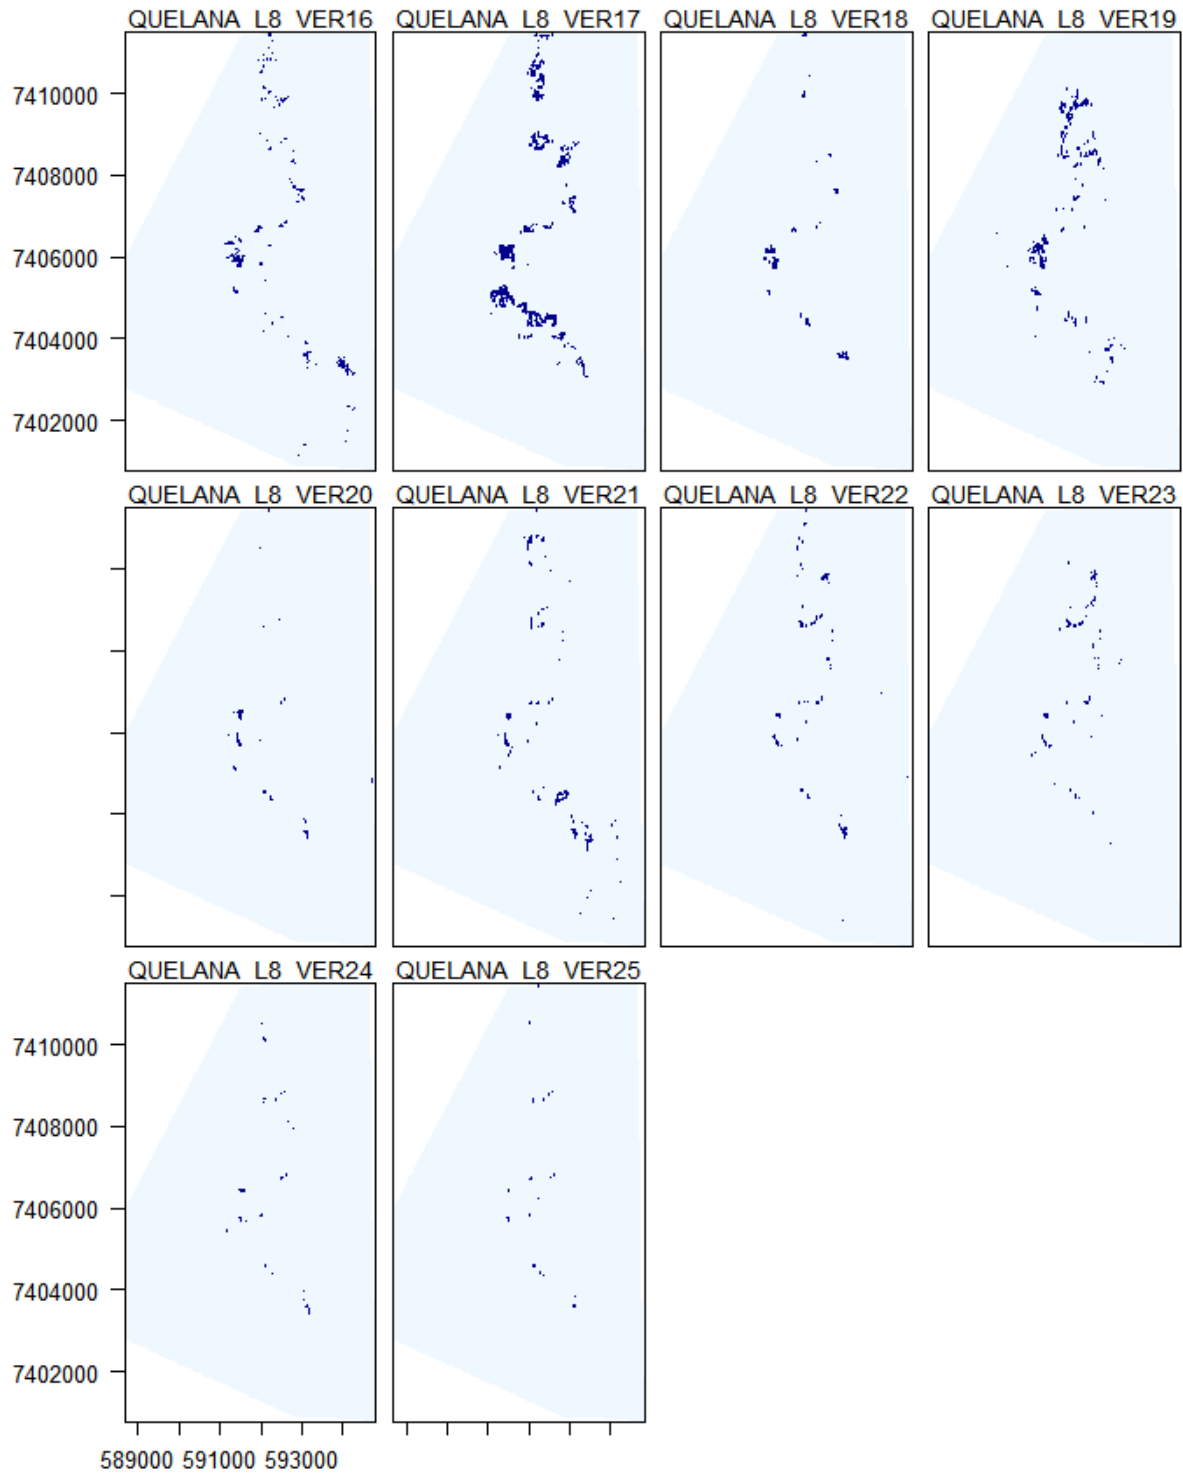 QUELANA L8 VER16 QUELANA L8 VER17 QUELANA L8 VER18 QUELANA L8 VER19
7410000
7408000
7406000
7404000
7402000
QUELANA L8 VER20 QUELANA L8 VER21 QUELANA L8 VER22 QUELANA L8 VER23
QUELANA L8 VER24 QUELANA L8 VER25
7410000
7408000
7406000
7404000
7402000
589000 591000 593000